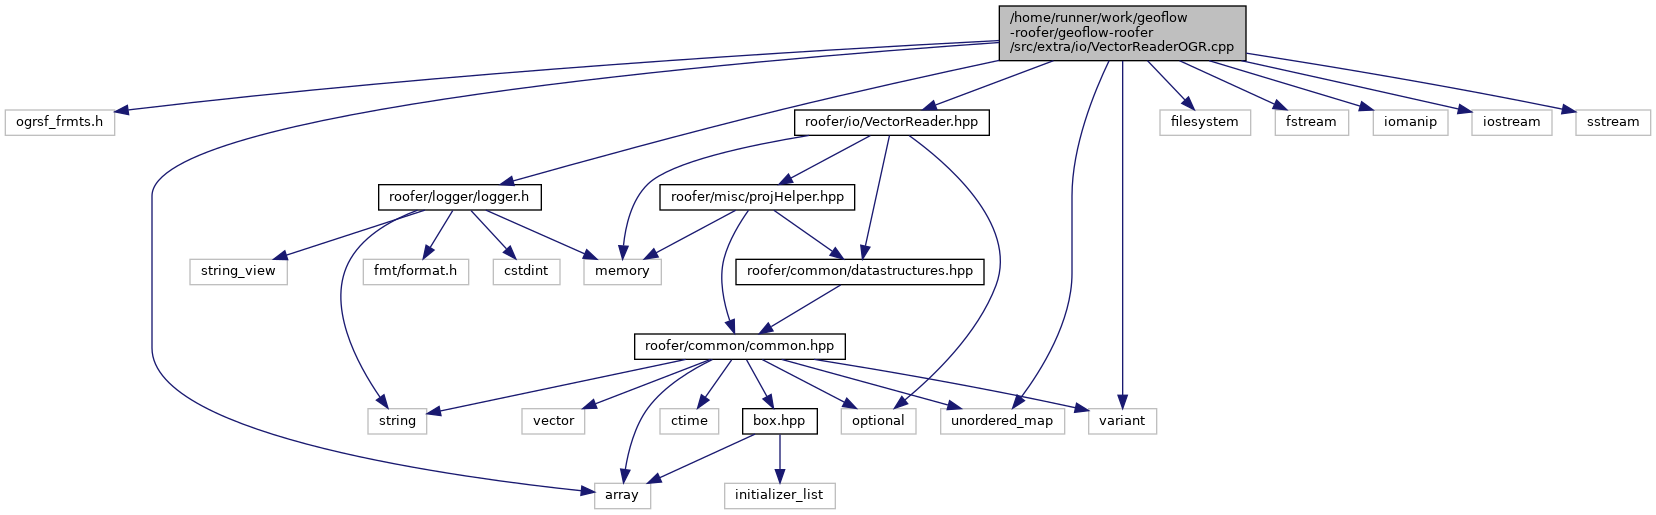 /home/runner/work/geoflow
-roofer/geoflow-roofer
/src/extra/io/VectorReaderOGR.cpp
ogrsf_frmts.h
roofer/io/VectorReader.hpp
filesystem
fstream
iomanip
iostream
sstream
roofer/logger/logger.h
roofer/misc/projHelper.hpp
string_view
fmt/format.h
cstdint
memory
roofer/common/datastructures.hpp
roofer/common/common.hpp
string
vector
ctime
box.hpp
optional
unordered_map
variant
array
initializer_list